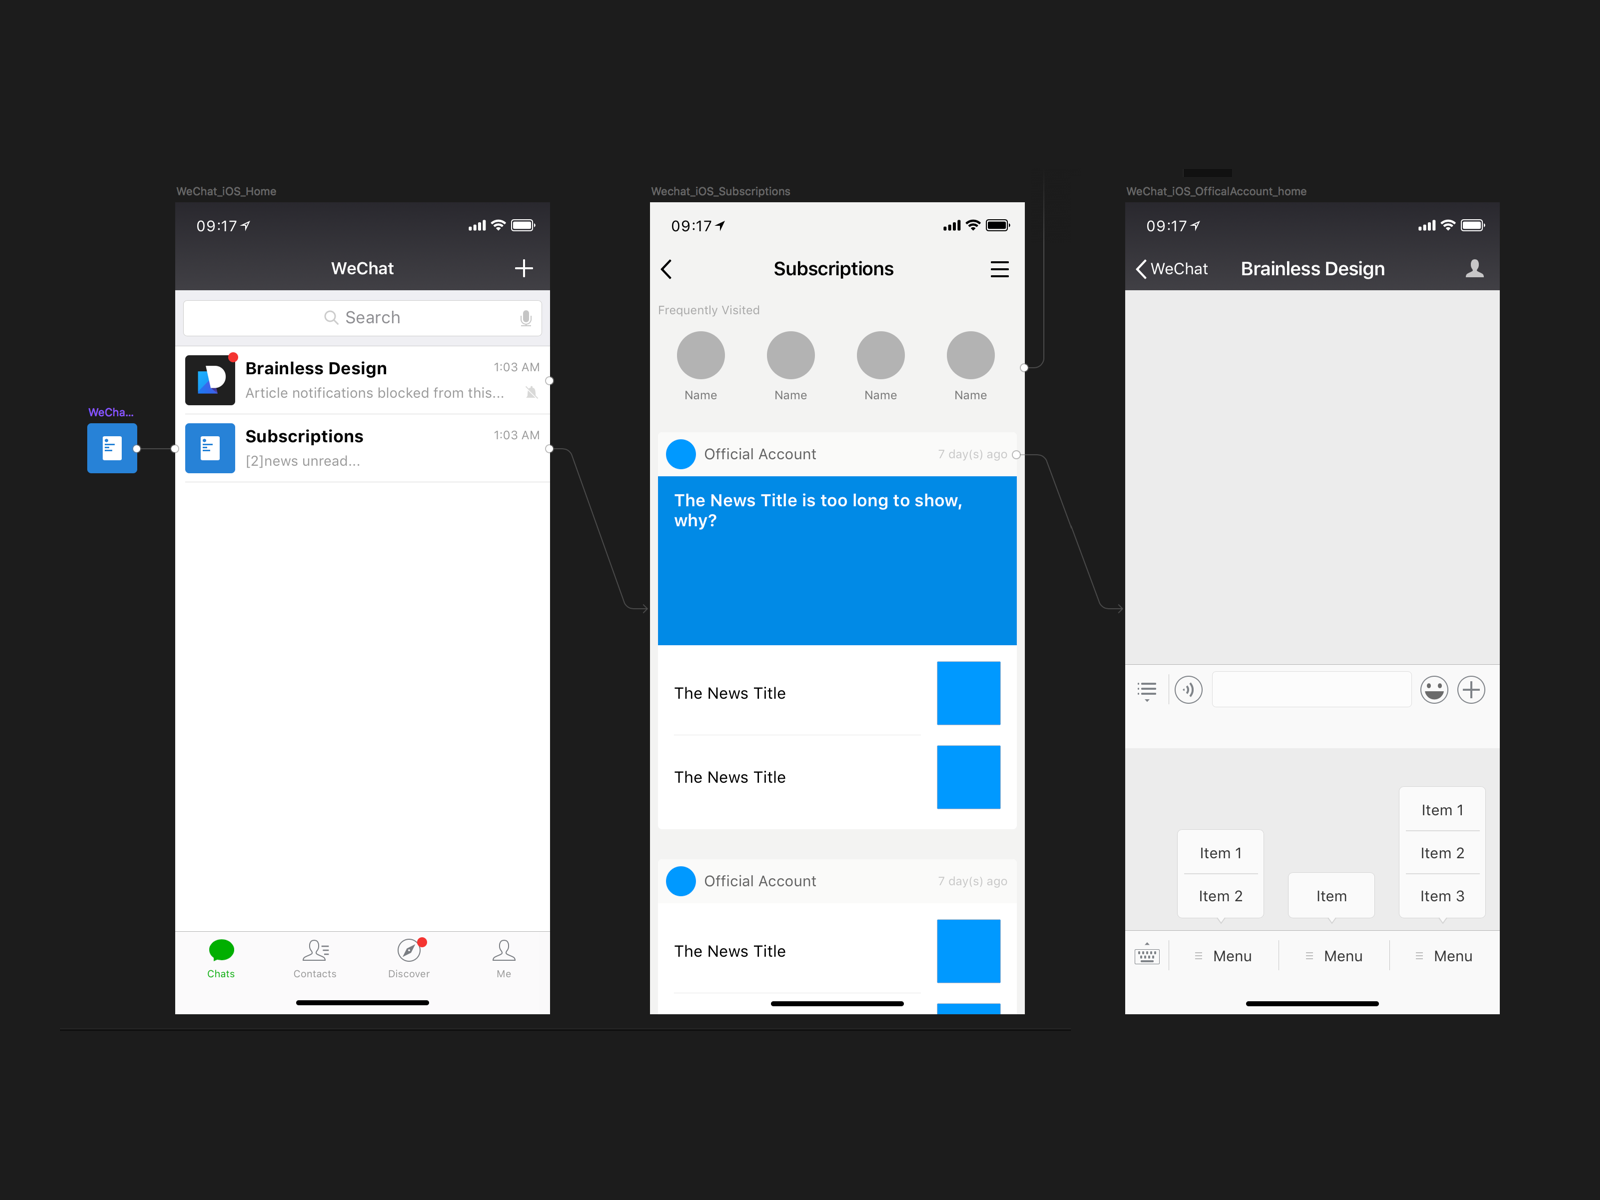 WeCha...
WeChat_iOS_Home
09:17
WeChat
Search
Brainless Design
1:03 AM
Article notifications blocked from this...
Subscriptions
1:03 AM
[2]news unread...
Chats
Contacts
Discover
Me
Wechat_iOS_Subscriptions
09:17
Subscriptions
Frequently Visited
Name
Name
Name
Name
Official Account
7 day(s) ago
The News Title is too long to show,
why?
The News Title
The News Title
Official Account
7 day(s) ago
The News Title
WeChat_iOS_OfficalAccount_home
09:17
WeChat
Brainless Design
Item 1
Item 2
Item
Item 1
Item 2
Item 3
Menu
Menu
Menu